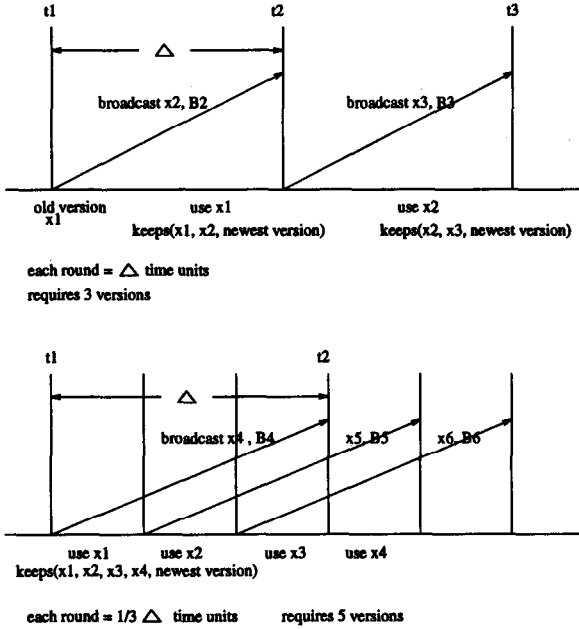 t1 t2 t3
△
broadcast x2, B2 broadcast x3, B3
old version use x1 use x2
x1
keeps(x1, x2, newest version) keeps(x2, x3, newest version)
each round = △ time units
requires 3 versions
t1 t2
△
broadcast x4 , B4 x5, B5 x6, B6
use x1 use x2 use x3 use x4
keeps(x1, x2, x3, x4, newest version)
each round = 1/3 △ time units requires 5 versions